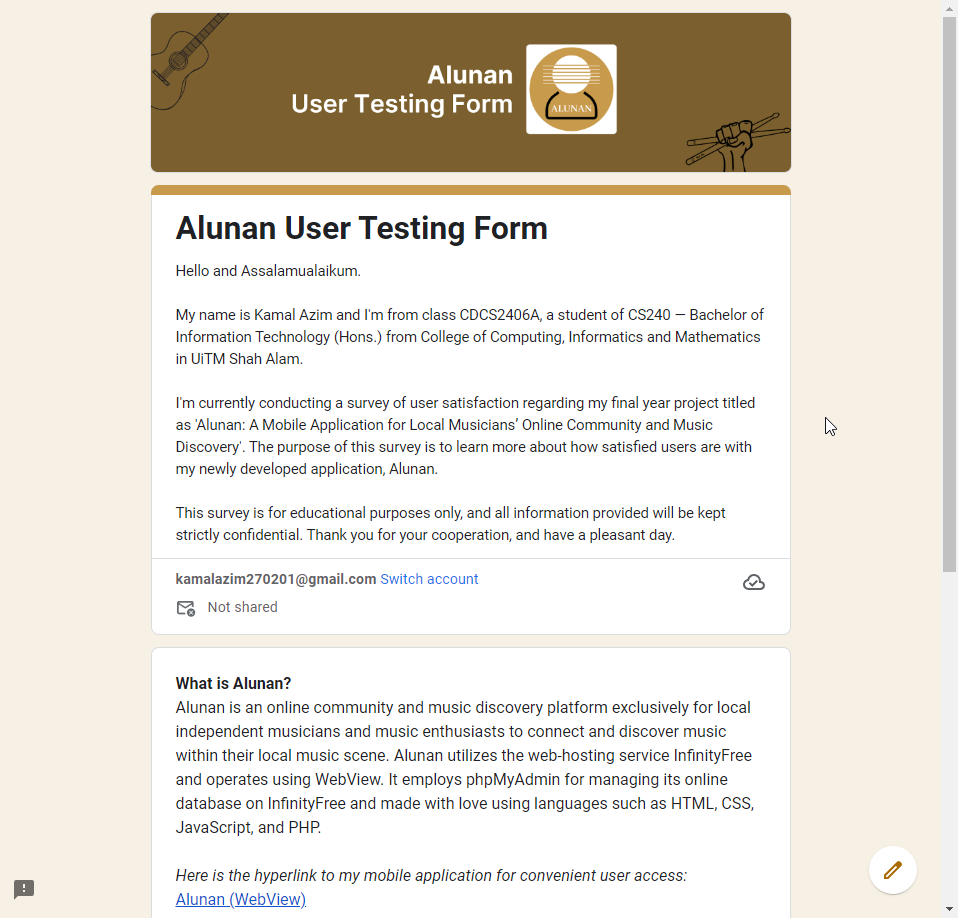 Alunan
User Testing Form
ALUNAN
Alunan User Testing Form
Hello and Assalamualaikum.
My name is Kamal Azim and I'm from class CDCS2406A, a student of CS240 — Bachelor of
Information Technology (Hons.) from College of Computing, Informatics and Mathematics
in UiTM Shah Alam.
I'm currently conducting a survey of user satisfaction regarding my final year project titled
as 'Alunan: A Mobile Application for Local Musicians’ Online Community and Music
Discovery'. The purpose of this survey is to learn more about how satisfied users are with
my newly developed application, Alunan.
This survey is for educational purposes only, and all information provided will be kept
strictly confidential. Thank you for your cooperation, and have a pleasant day.
kamalazim270201@gmail.com Switch account
Not shared
What is Alunan?
Alunan is an online community and music discovery platform exclusively for local
independent musicians and music enthusiasts to connect and discover music
within their local music scene. Alunan utilizes the web-hosting service InfinityFree
and operates using WebView. It employs phpMyAdmin for managing its online
database on InfinityFree and made with love using languages such as HTML, CSS,
JavaScript, and PHP.
Here is the hyperlink to my mobile application for convenient user access:
Alunan (WebView)